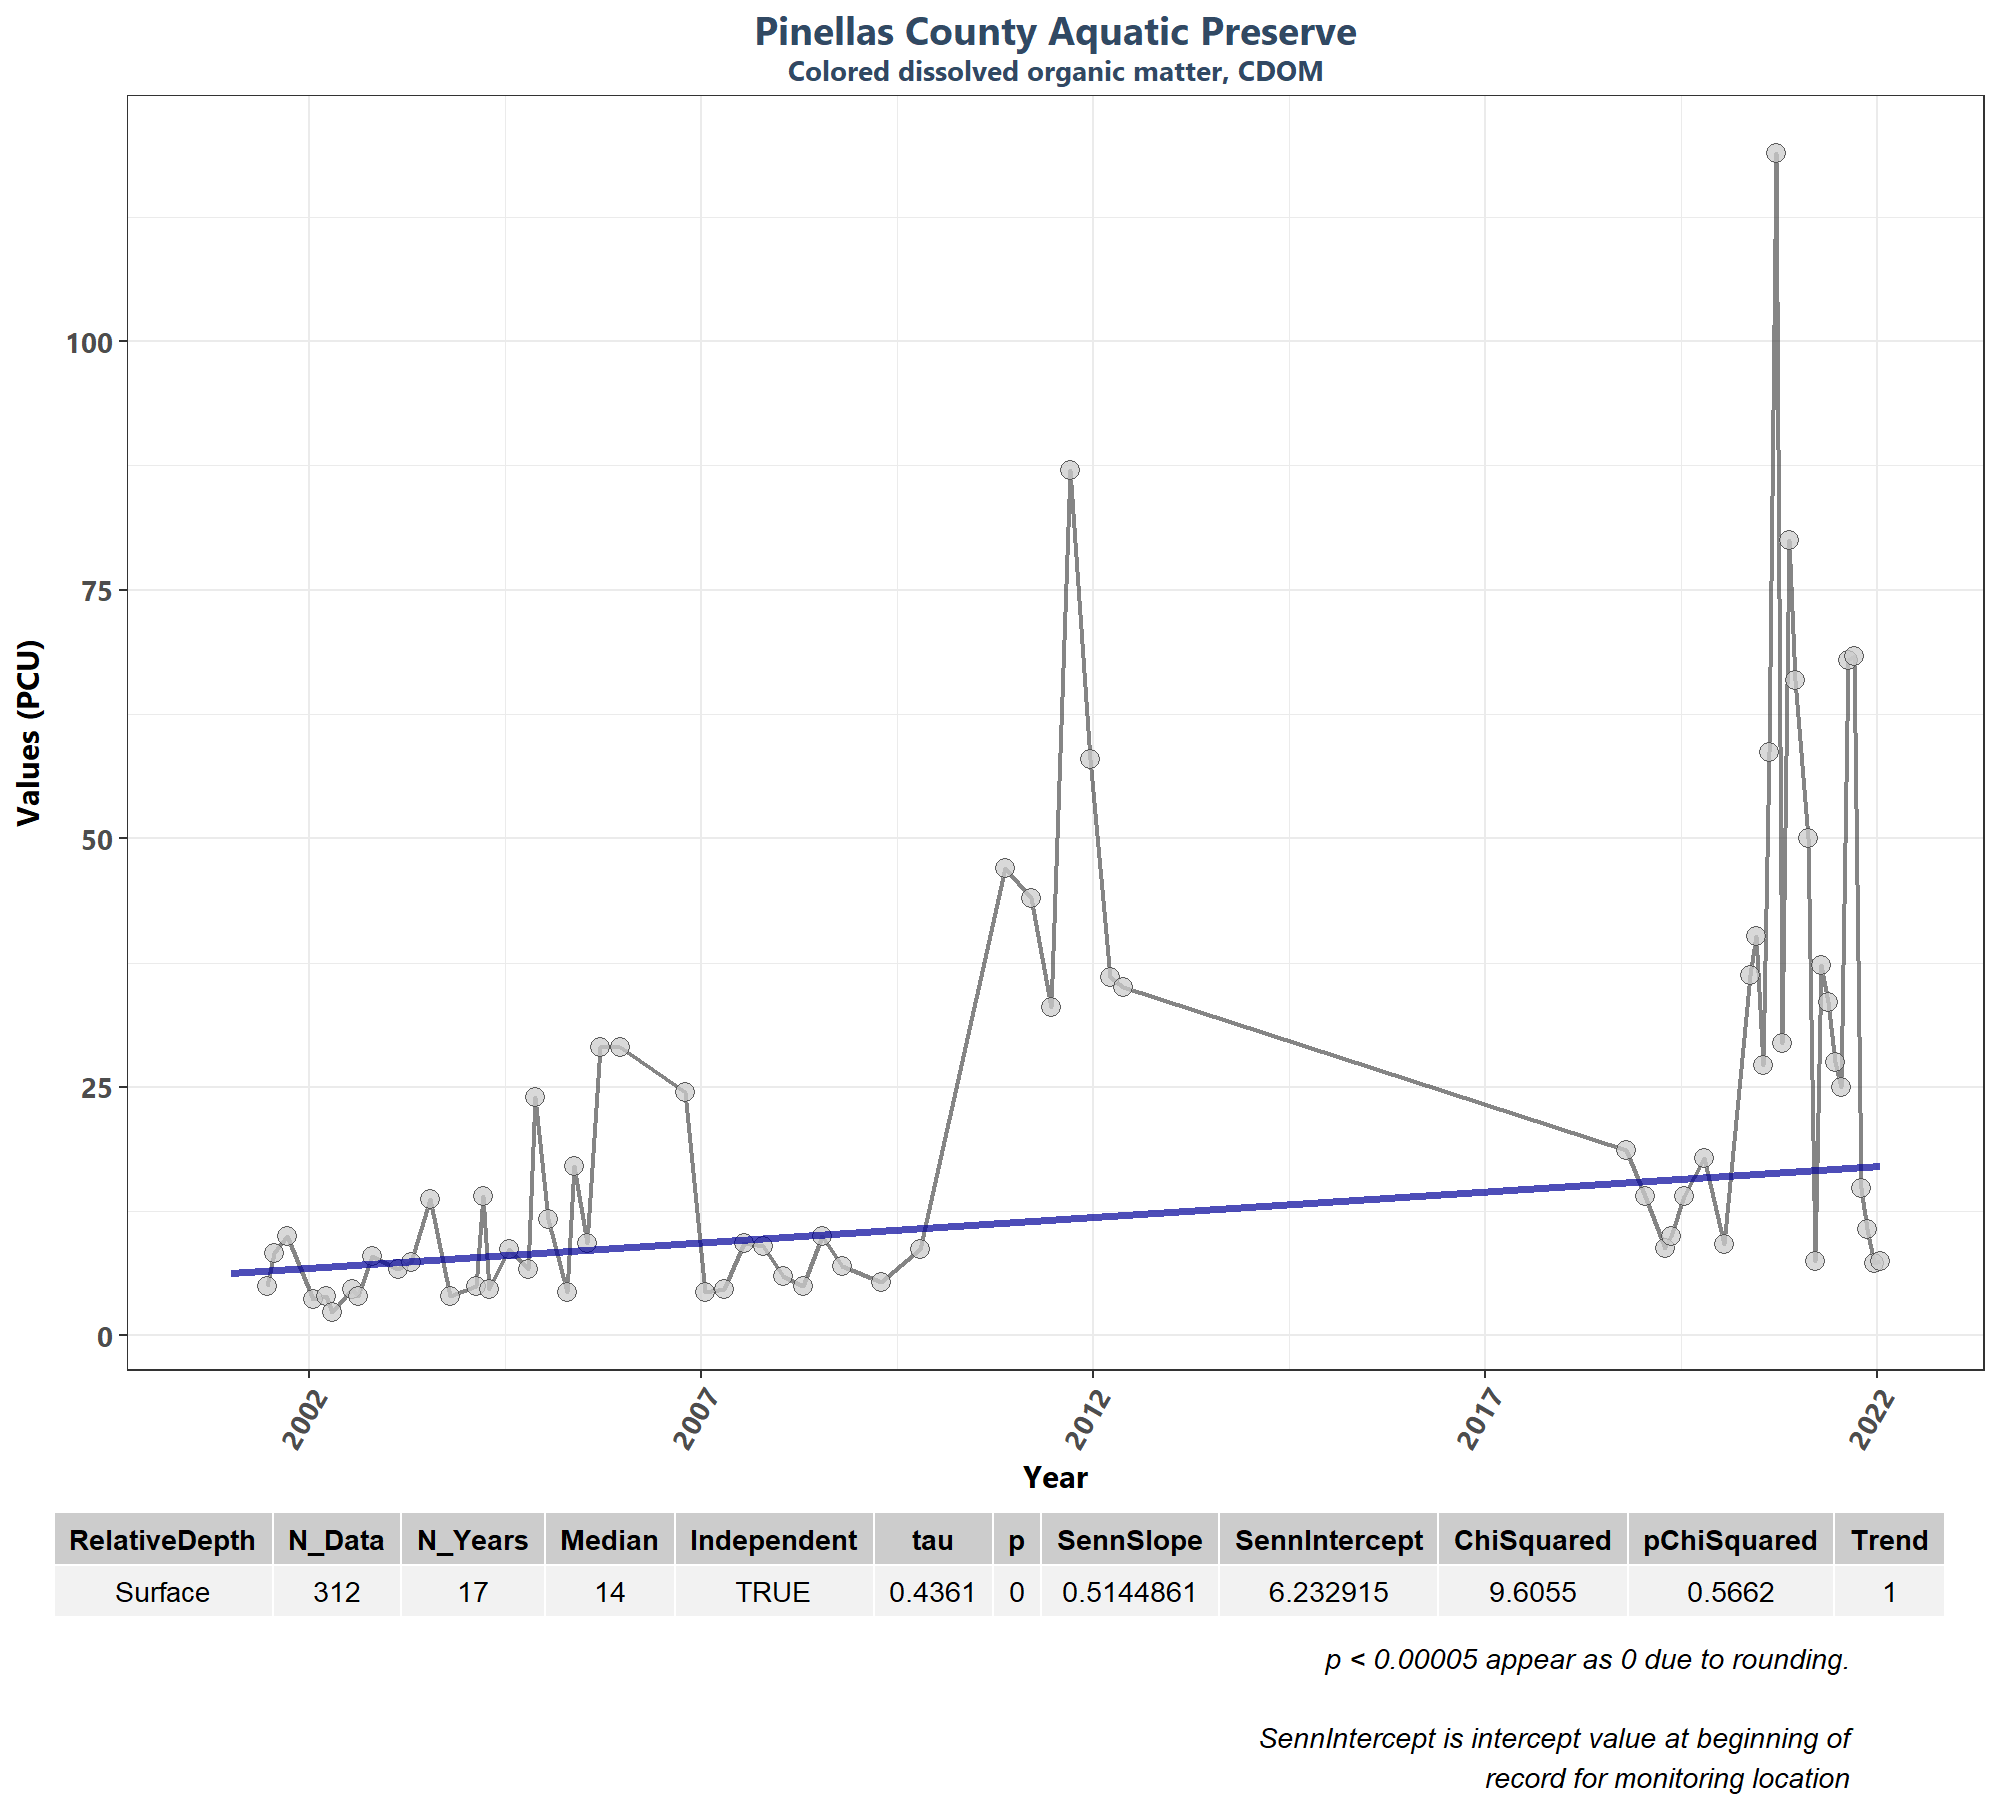 Pinellas County Aquatic Preserve
Colored dissolved organic matter, CDOM
Values (PCU)
100
75
50
25
0
2002 2007 2012 2017 2022
Year
RelativeDepth N_Data N_Years Median Independent tau p SennSlope SennIntercept ChiSquared pChiSquared Trend
Surface 312 17 14 TRUE 0.4361 0 0.5144861 6.232915 9.6055 0.5662 1
p < 0.00005 appear as 0 due to rounding.
SennIntercept is intercept value at beginning of
record for monitoring location